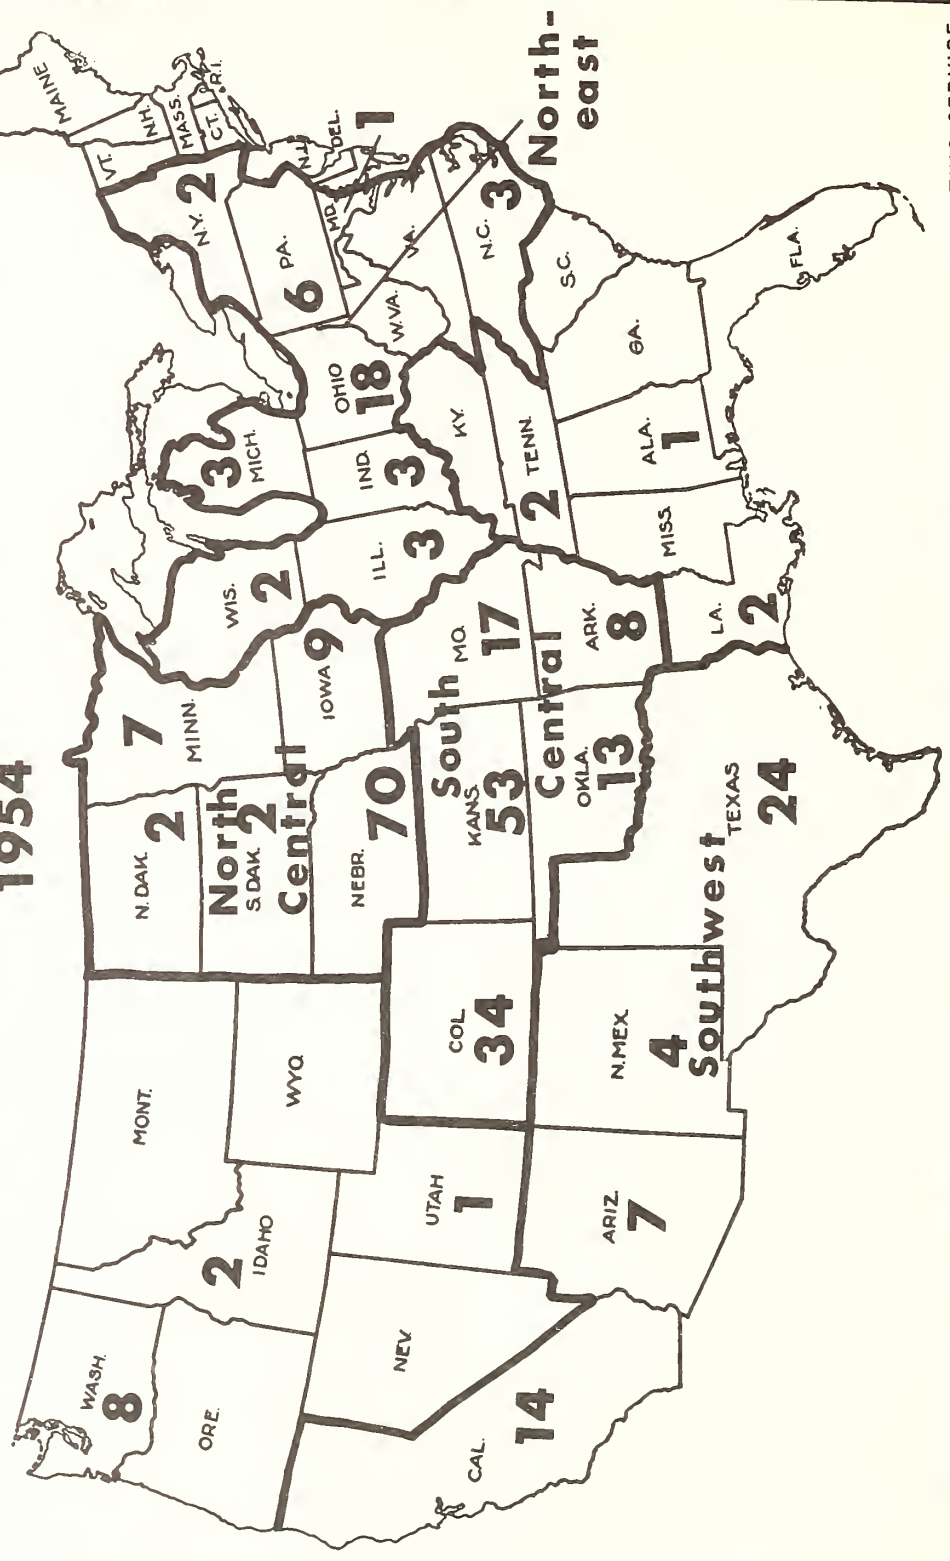 1954
WASH.
8
MONT.
N. DAK.
2
MINN.
7
MAINE
VT.
N.H.
MASS.
CT.
R.I.
N.Y.
2
ORE.
IDAHO
2
WYO.
North
S. DAK.
2
Central
WIS.
2
3
MICH.
PA.
6
N.J.
DEL.
1
MD.
NEBR.
70
IOWA
9
ILL.
3
IND.
3
OHIO
18
W.VA.
VA.
NEV.
UTAH
1
COL.
34
South
KANS.
53
MO.
17
KY.
N.C.
3
North-
east
CAL.
14
ARIZ.
7
N.MEX.
4
Central
OKLA.
13
ARK.
8
2
TENN.
S.C.
Southwest
TEXAS
24
LA.
2
MISS.
ALA.
1
GA.
FLA.